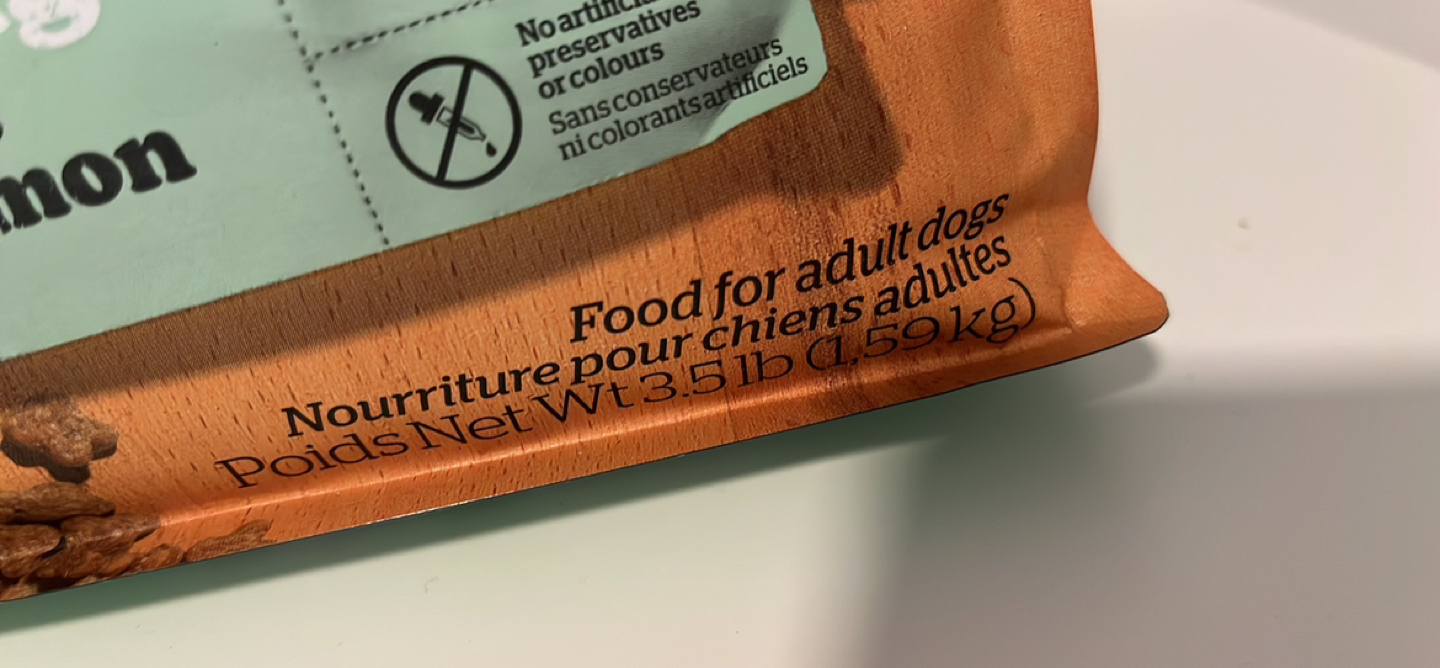 No artificial
preservatives
or colours
Sans conservateurs
ni colorants artificiels
mon
Food for adult dogs
Nourriture pour chiens adultes
Poids Net Wt 3.5 lb (1,59 kg)